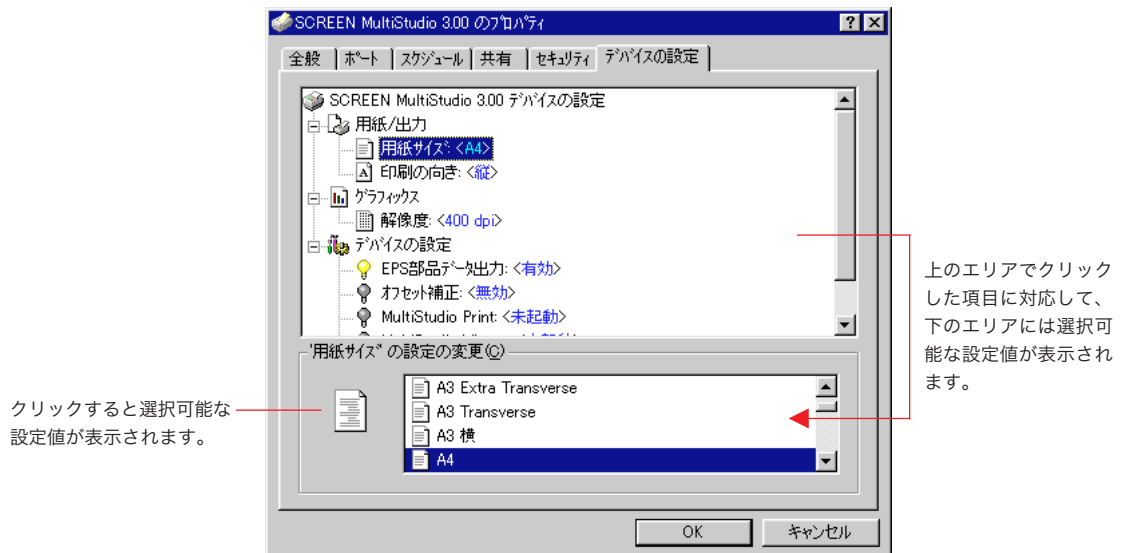 SCREEN MultiStudio 3.00 のプロパティ
全般 ポート スケジュール 共有 セキュリティ デバイスの設定
SCREEN MultiStudio 3.00 デバイスの設定
用紙/出力
用紙サイズ: <A4>
印刷の向き: <縦>
グラフィックス
解像度: <400 dpi>
デバイスの設定
EPS部品データ出力: <有効>
オフセット補正: <無効>
MultiStudio Print: <未起動>
'用紙サイズ' の設定の変更(C)
A3 Extra Transverse
A3 Transverse
A3 横
A4
OK キャンセル
上のエリアでクリック
した項目に対応して、
下のエリアには選択可
能な設定値が表示され
ます。
クリックすると選択可能な
設定値が表示されます。